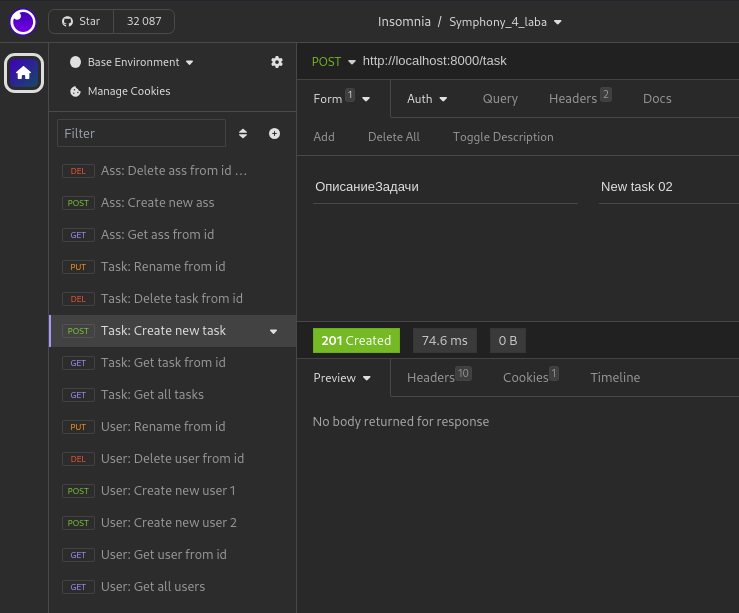 Star 32 087 Insomnia / Symphony_4_laba
Base Environment
Manage Cookies
Filter
DEL Ass: Delete ass from id ...
POST Ass: Create new ass
GET Ass: Get ass from id
PUT Task: Rename from id
DEL Task: Delete task from id
POST Task: Create new task
GET Task: Get task from id
GET Task: Get all tasks
PUT User: Rename from id
DEL User: Delete user from id
POST User: Create new user 1
POST User: Create new user 2
GET User: Get user from id
GET User: Get all users
POST http://localhost:8000/task
Form 1 Auth Query Headers 2 Docs
Add Delete All Toggle Description
ОписаниеЗадачи New task 02
201 Created 74.6 ms 0 B
Preview Headers 10 Cookies 1 Timeline
No body returned for response